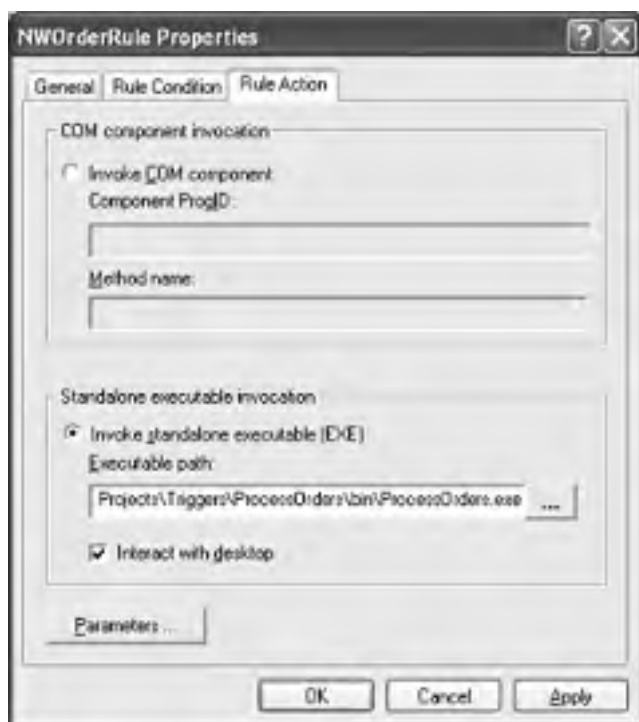 NWOrderRule Properties
General Rule Condition Rule Action
COM component invocation
Invoke COM component
Component ProgID:
Method name:
Standalone executable invocation
Invoke standalone executable (EXE)
Executable path:
Projects\Triggers\ProcessOrders\bin\ProcessOrders.exe ...
Interact with desktop
Parameters ...
OK Cancel Apply